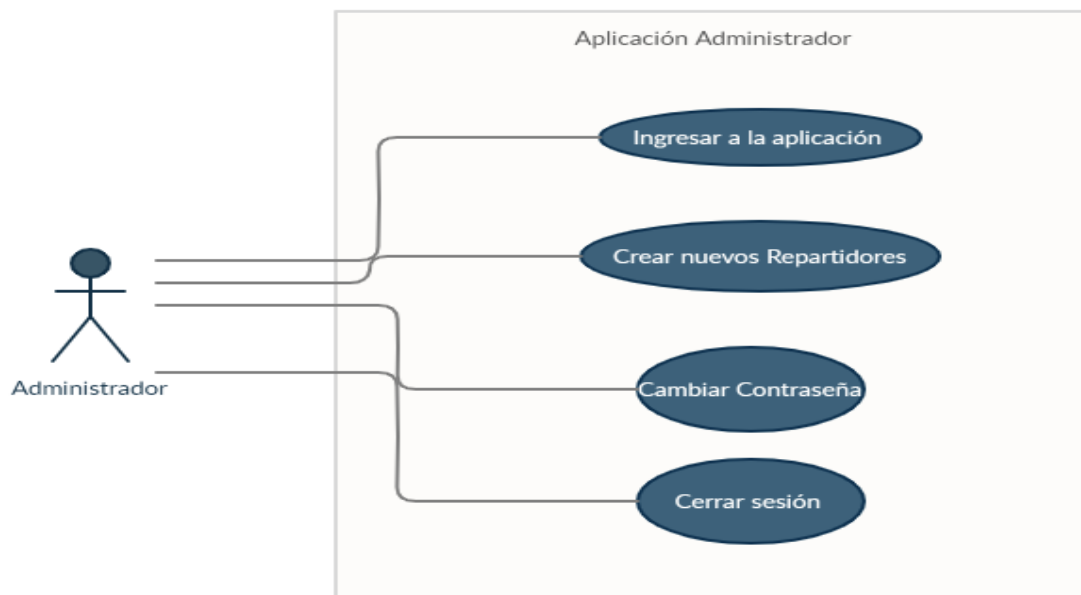 Aplicación Administrador
Ingresar a la aplicación
Crear nuevos Repartidores
Administrador
Cambiar Contraseña
Cerrar sesión